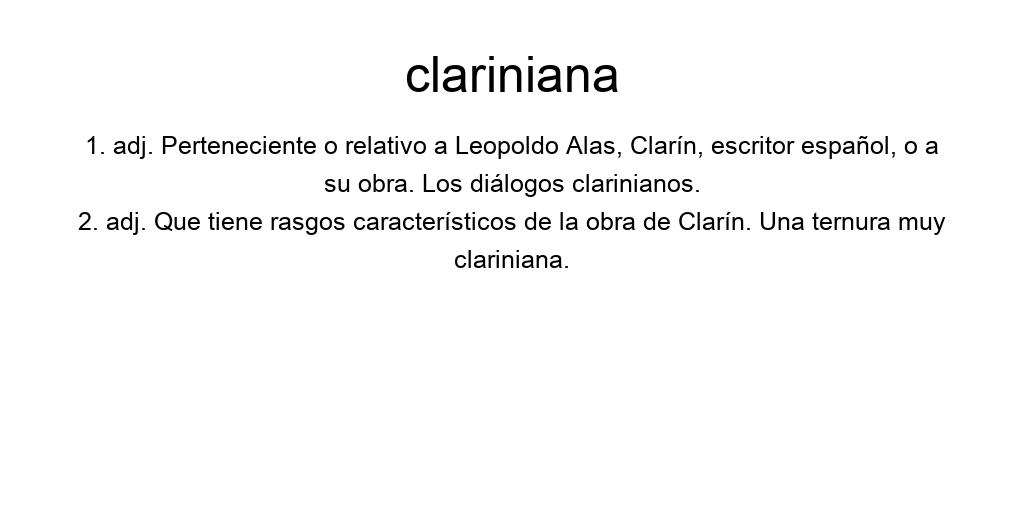 clariniana
1. adj. Perteneciente o relativo a Leopoldo Alas, Clarín, escritor español, o a
su obra. Los diálogos clarinianos.
2. adj. Que tiene rasgos característicos de la obra de Clarín. Una ternura muy
clariniana.